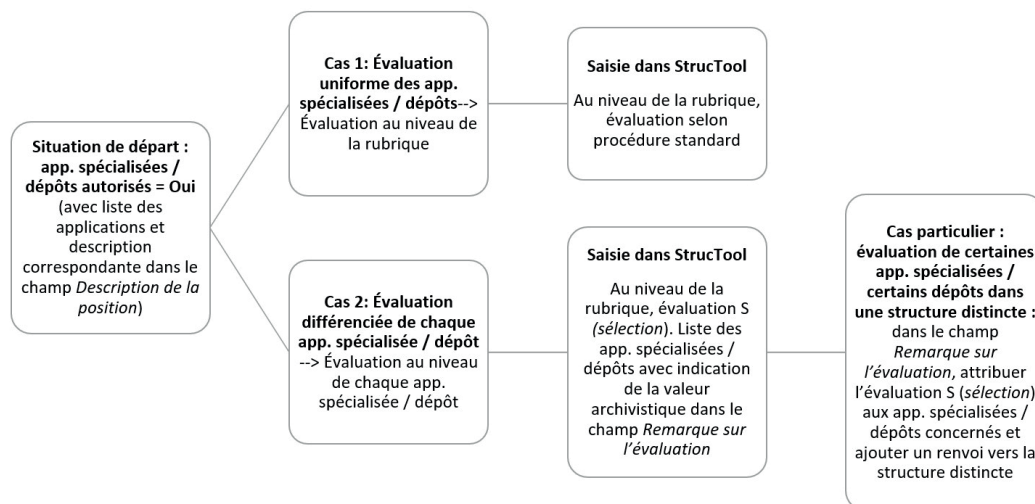 Situation de départ :
app. spécialisées /
dépôts autorisés = Oui
(avec liste des
applications et
description
correspondante dans le
champ Description de la
position)
Cas 1: Évaluation
uniforme des app.
spécialisées / dépôts-->
Évaluation au niveau de
la rubrique
Saisie dans StrucTool
Au niveau de la rubrique,
évaluation selon
procédure standard
Cas 2: Évaluation
différenciée de chaque
app. spécialisée / dépôt
--> Évaluation au niveau
de chaque app.
spécialisée / dépôt
Saisie dans StrucTool
Au niveau de la
rubrique, évaluation S
(sélection). Liste des
app. spécialisées /
dépôts avec indication
de la valeur
archivistique dans le
champ Remarque sur
l'évaluation
Cas particulier :
évaluation de certaines
app. spécialisées /
certains dépôts dans
une structure distincte :
dans le champ
Remarque sur
l'évaluation, attribuer
l'évaluation S (sélection)
aux app. spécialisées /
dépôts concernés et
ajouter un renvoi vers la
structure distincte